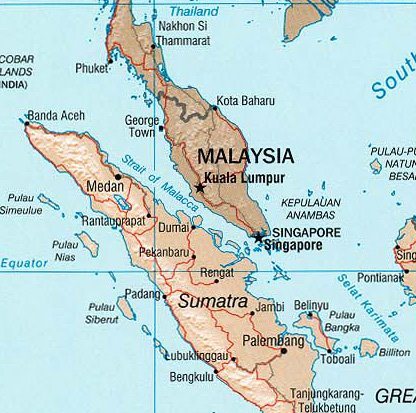 Thailand
Nakhon Si
Thammarat
Phuket
COBAR
LANDS
INDIA)
South
Kota Baharu
Banda Aceh
George
Town
MALAYSIA
Kuala Lumpur
Strait of Malacca
PULAU-PU
NATU
BESA
Medan
Pulau
Simeulue
KEPULAUAN
ANAMBAS
Rantauprapat
Dumai
SINGAPORE
Singapore
Pulau
Nias
Pekanbaru
Equator
Rengat
Sing
Pontianak
Selat Karimata
Padang
Sumatra
Pulau
Siberut
Jambi
Belinyu
Pulau
Bangka
Palembang
Lubuklinggau
Toboali
Billiton
Bengkulu
Tanjungkarang-
Telukbetung
GREA